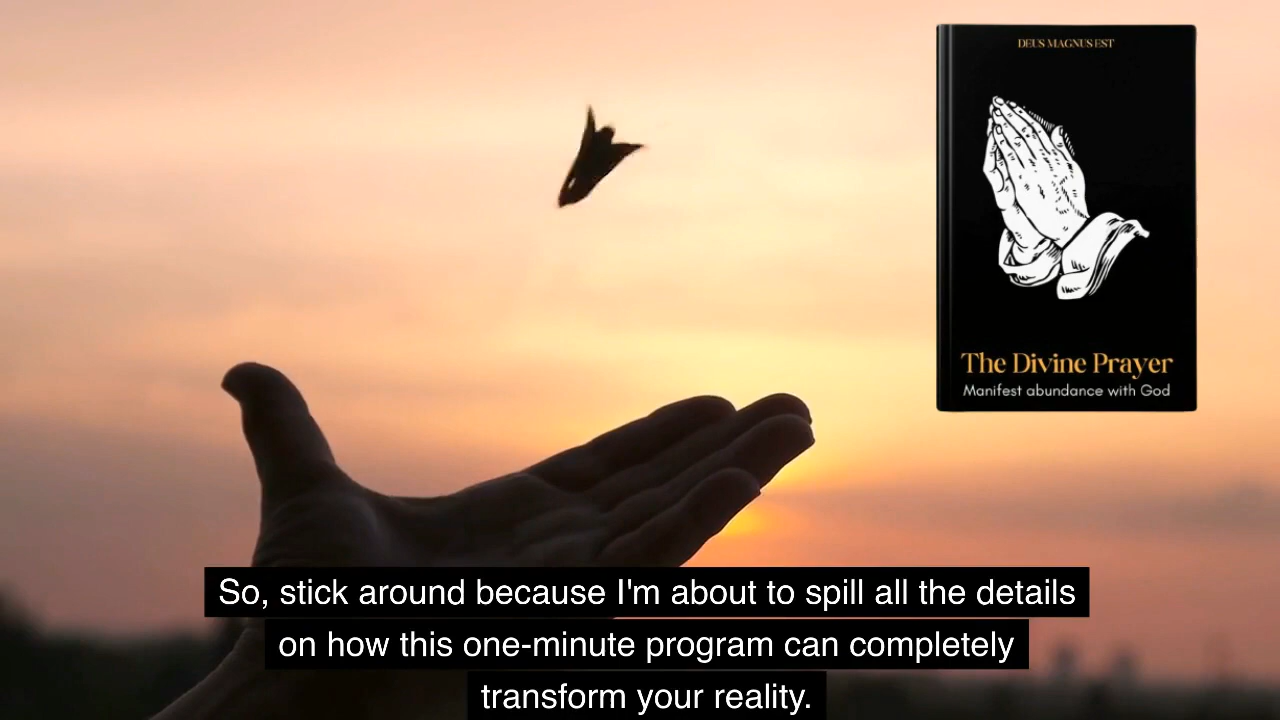 DEUS MAGNUS EST
The Divine Prayer
Manifest abundance with God
So, stick around because I'm about to spill all the details
on how this one-minute program can completely
transform your reality.